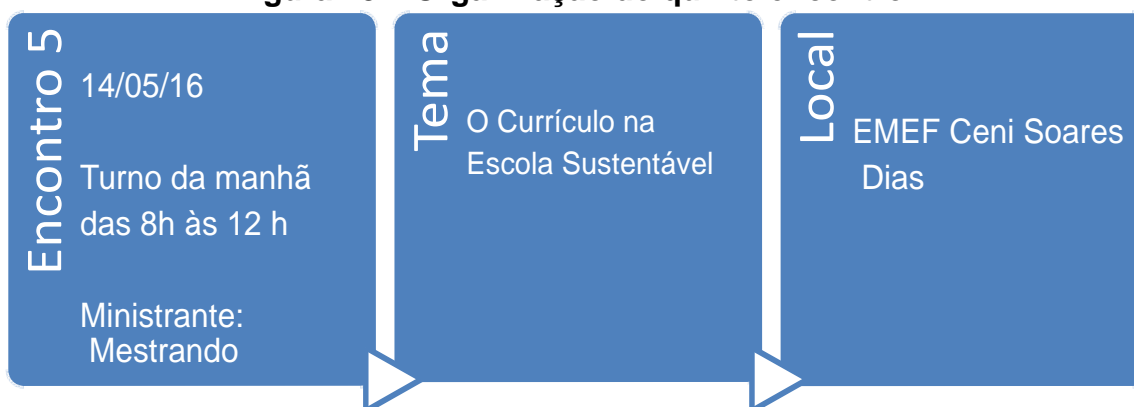 Encontro 5
14/05/16
Turno da manhã
das 8h às 12 h
Ministrante:
Mestrando
Tema
O Currículo na
Escola Sustentável
Local
EMEF Ceni Soares
Dias